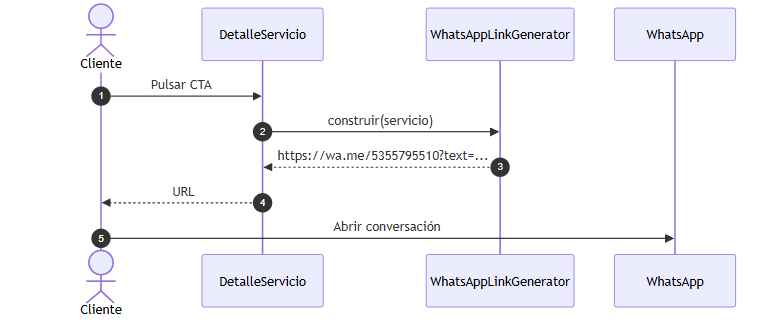 Cliente
DetalleServicio
WhatsAppLinkGenerator
WhatsApp
1
Pulsar CTA
2
construir(servicio)
https://wa.me/5355795510?text=...
3
URL
4
5
Abrir conversación
Cliente
DetalleServicio
WhatsAppLinkGenerator
WhatsApp